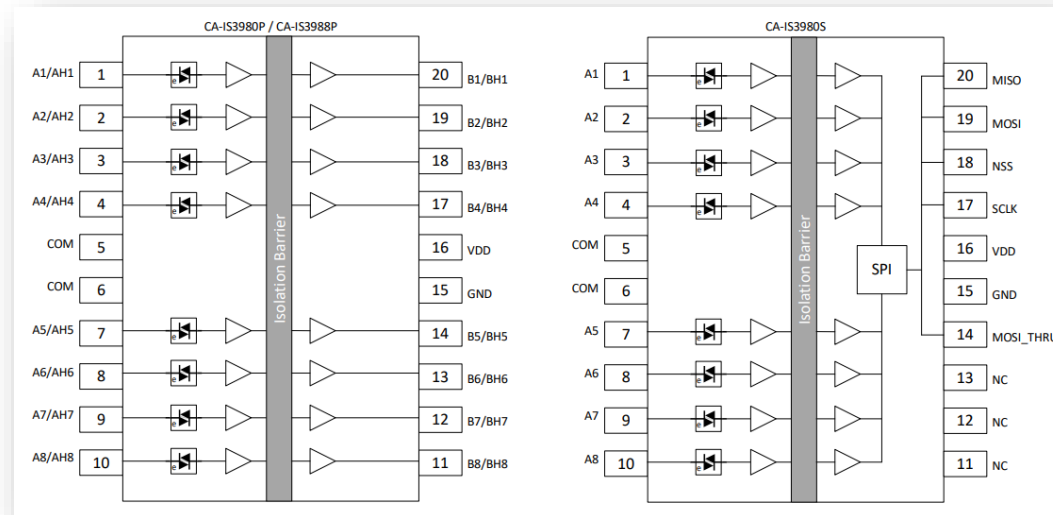 CA-IS3980P / CA-IS3988P
A1/AH1 1 20 B1/BH1
A2/AH2 2 19 B2/BH2
A3/AH3 3 18 B3/BH3
A4/AH4 4 17 B4/BH4
COM 5 16 VDD
COM 6 15 GND
A5/AH5 7 14 B5/BH5
A6/AH6 8 13 B6/BH6
A7/AH7 9 12 B7/BH7
A8/AH8 10 11 B8/BH8
e
e
e
e
e
e
e
e
Isolation Barrier
CA-IS3980S
A1 1 20 MISO
A2 2 19 MOSI
A3 3 18 NSS
A4 4 17 SCLK
COM 5 16 VDD
SPI
COM 6 15 GND
A5 7 14 MOSI_THRU
A6 8 13 NC
A7 9 12 NC
A8 10 11 NC
e
e
e
e
e
e
e
e
Isolation Barrier